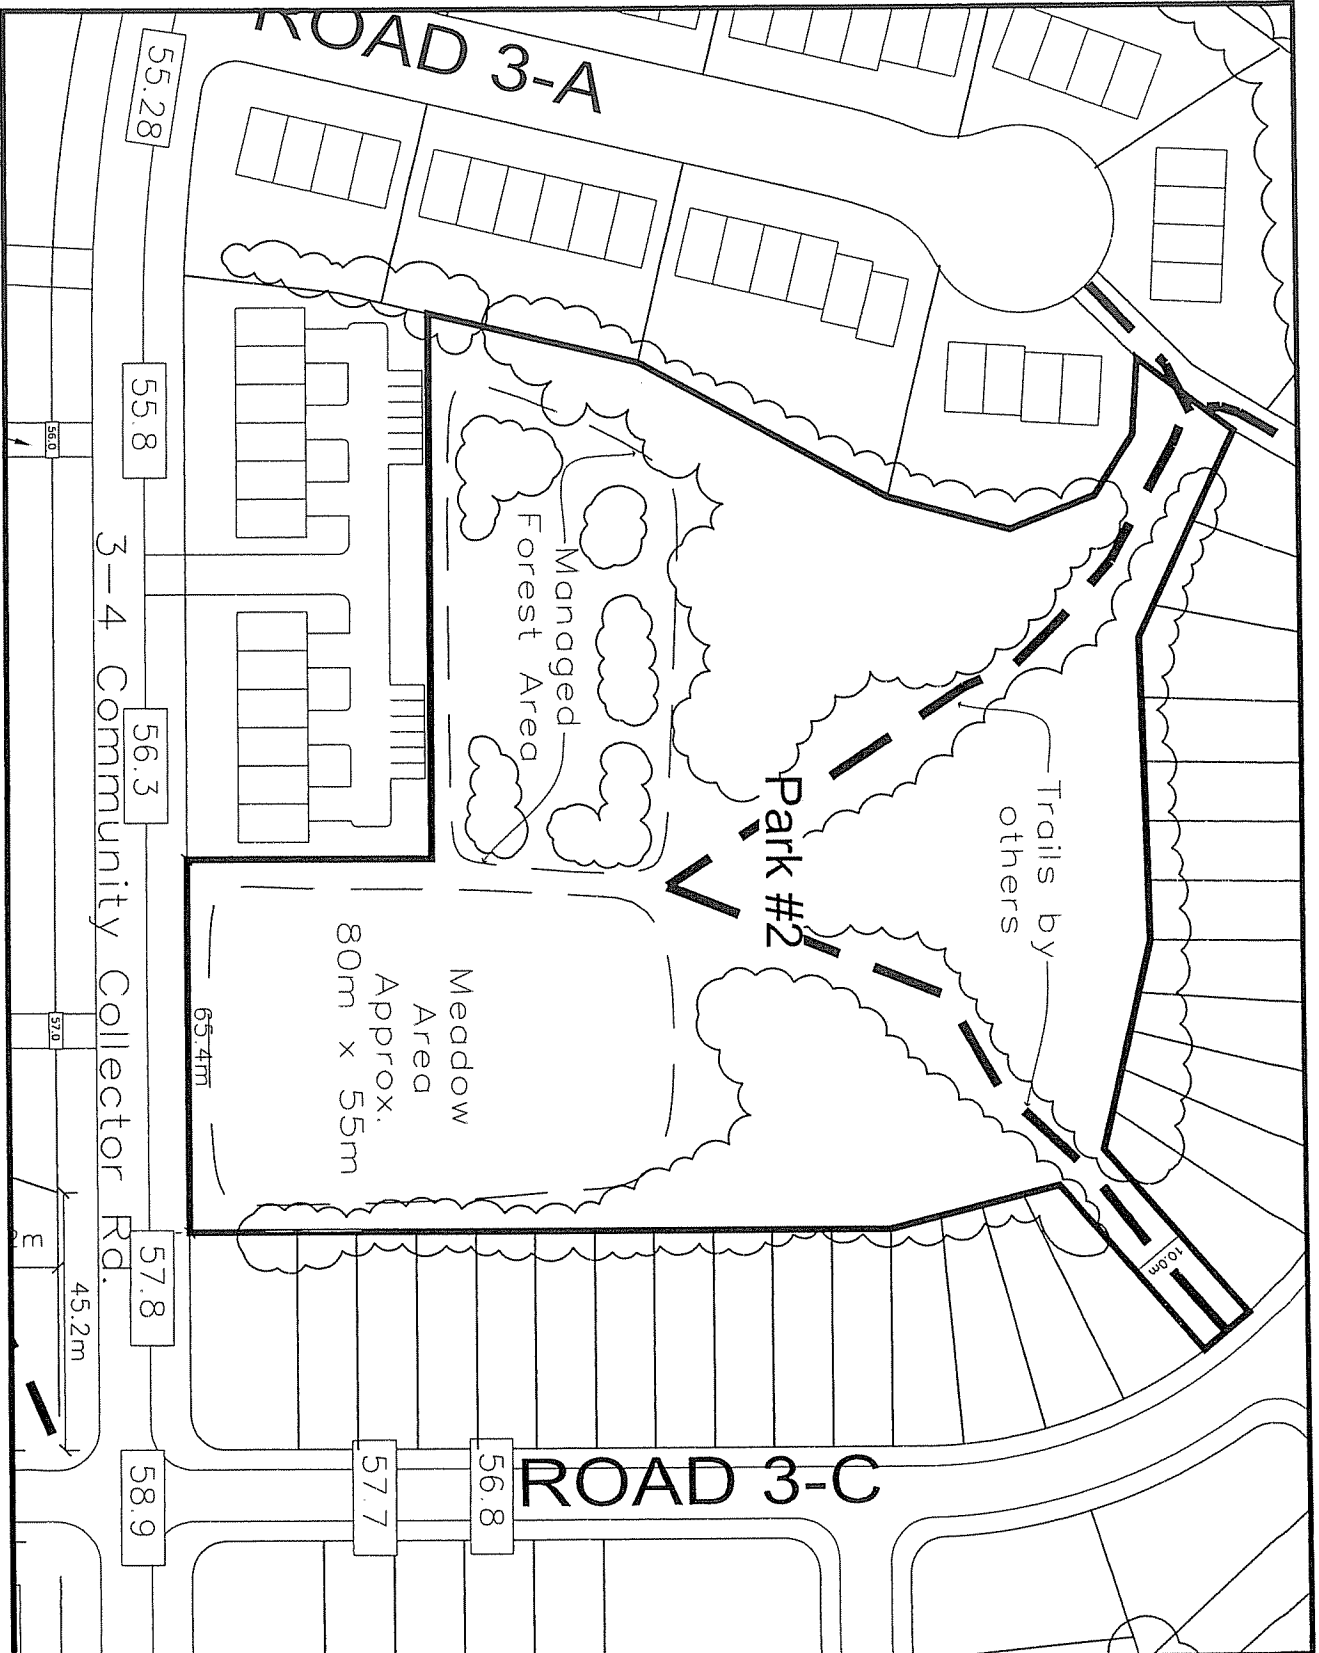 ROAD 3-A
55.28
55.8
56.0
3-4 Community Collector Rd.
56.3
57.0
57.8
58.9
45.2m
65.4m
Managed
Forest Area
Park #2
Trails by
others
Meadow
Area
Approx.
80m x 55m
10.0m
57.7
56.8
ROAD 3-C
m